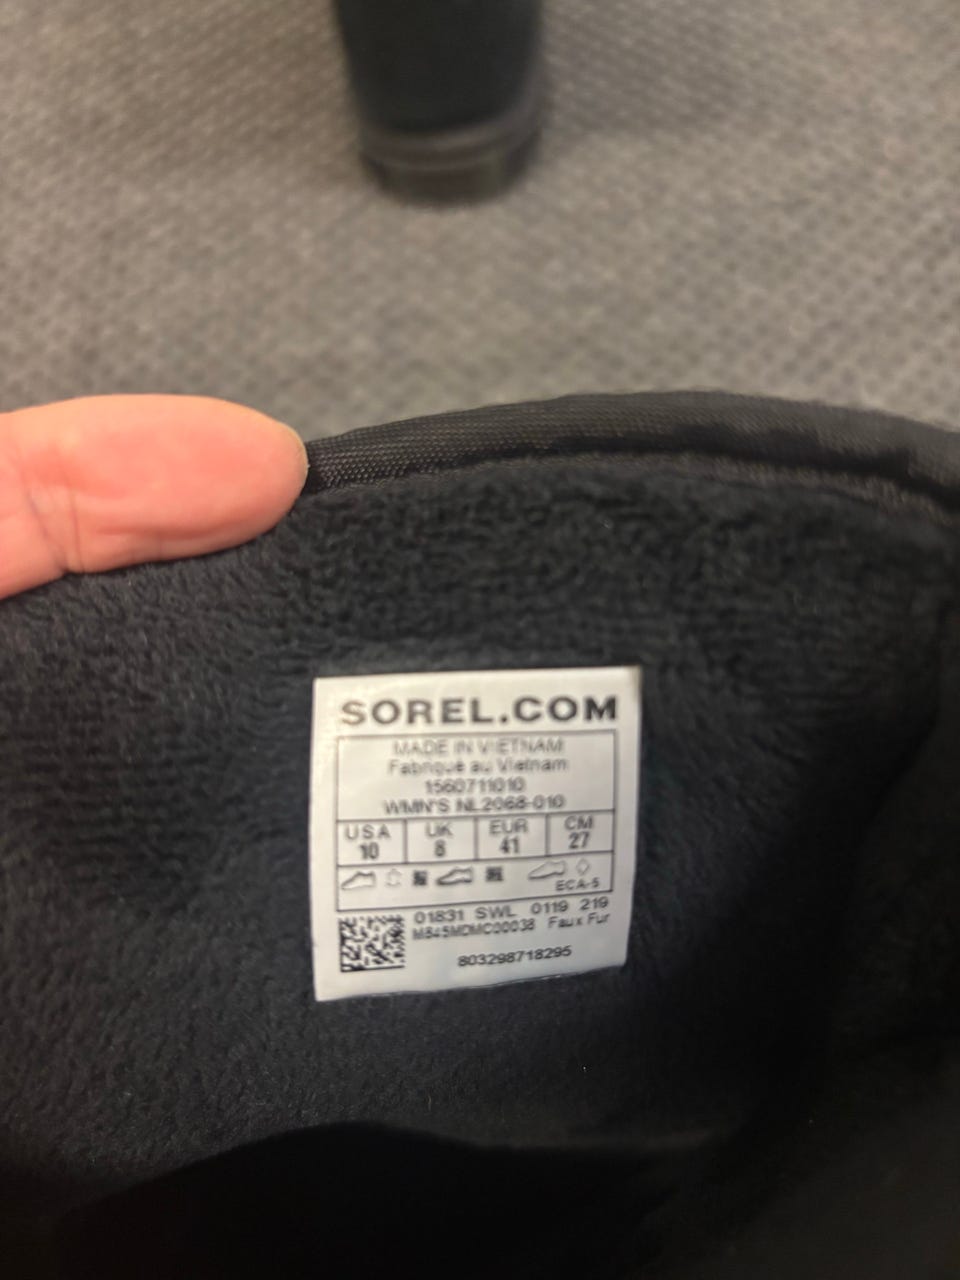 SOREL.COM
MADE IN VIETNAM
Fabriqué au Vietnam
1560711010
WMN'S NL2068-010
USA UK EUR CM
10 8 41 27
ECA-5
01831 SWL 0119 219
M845MDMC00038 Faux Fur
803298718295